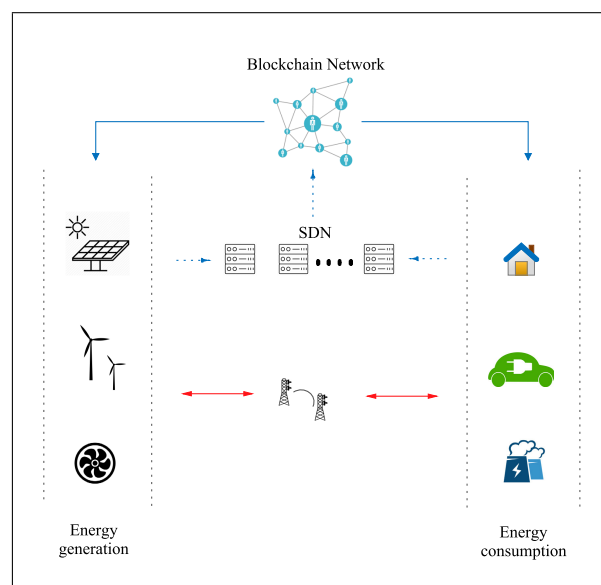 Blockchain Network
SDN
Energy
generation
Energy
consumption